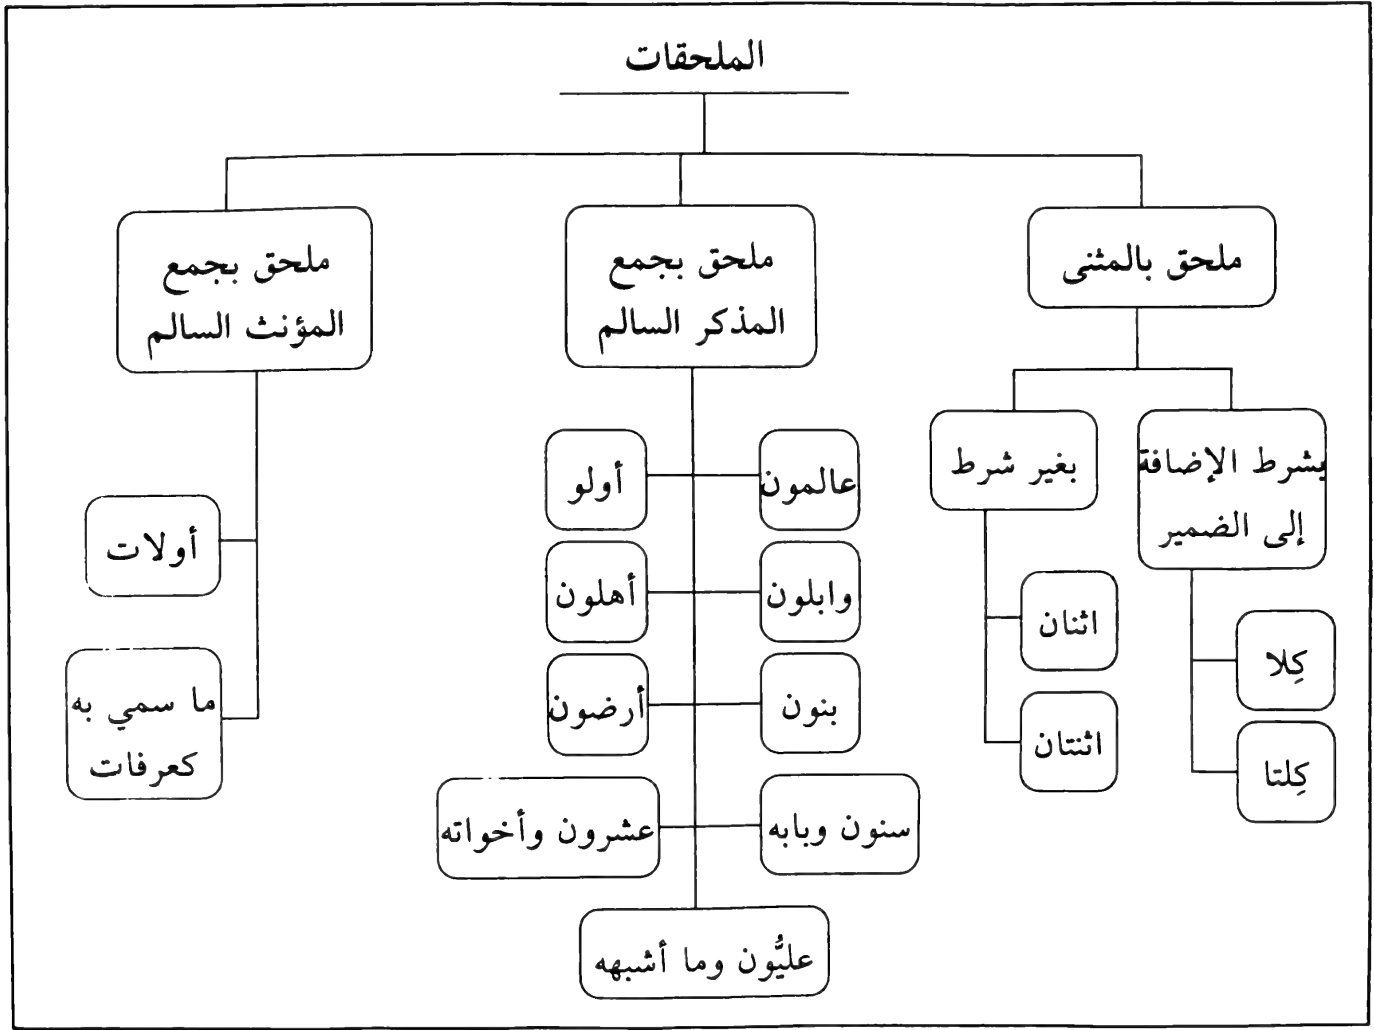 الملحقات
ملحق بالمثنى
بشرط الإضافة
إلى الضمير
كِلا
كِلتا
بغير شرط
اثنان
اثنتان
ملحق بجمع
المذكر السالم
عالمون
أولو
وابلون
أهلون
بنون
أرضون
سنون وبابه
عشرون وأخواته
عليُّون وما أشبهه
ملحق بجمع
المؤنث السالم
أولات
ما سمي به
كعرفات